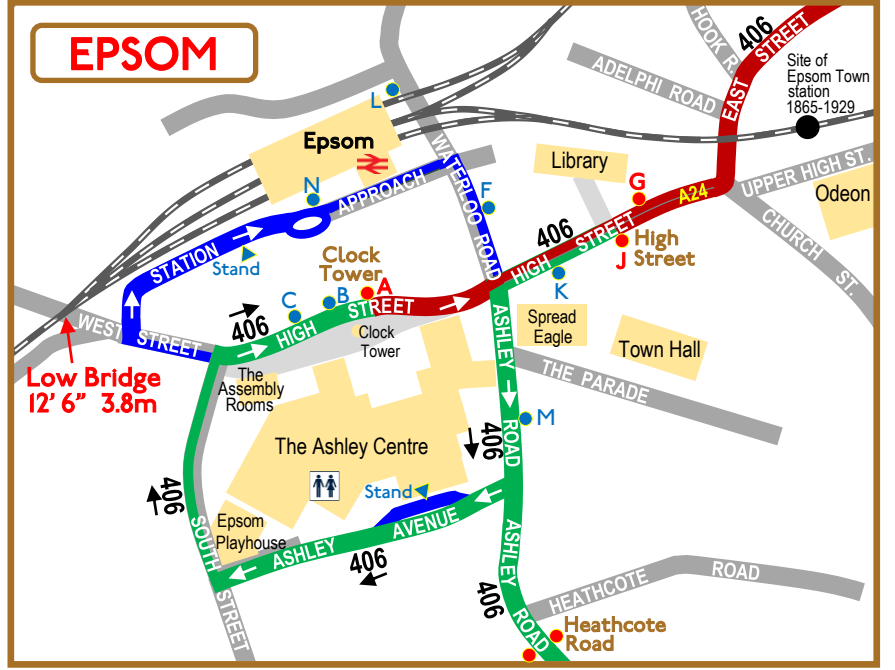 EPSOM
HOOK R.
406
EAST STREET
ADELPHI ROAD
Site of
Epsom Town
station
1865-1929
L
Epsom
WATERLOO ROAD
Library
UPPER HIGH ST.
Odeon
N
APPROACH
F
G
A24
STATION
Stand
406
HIGH STREET
High
Street
J
CHURCH ST.
Clock
Tower
A
K
C
B
406
HIGH STREET
WEST STREET
Clock
Tower
Spread
Eagle
Town Hall
ASHLEY ROAD
Low Bridge
12' 6" 3.8m
The
Assembly
Rooms
THE PARADE
M
406
The Ashley Centre
406
Stand
SOUTH STREET
Epsom
Playhouse
ASHLEY AVENUE
406
ASHLEY ROAD
406
HEATHCOTE ROAD
Heathcote
Road